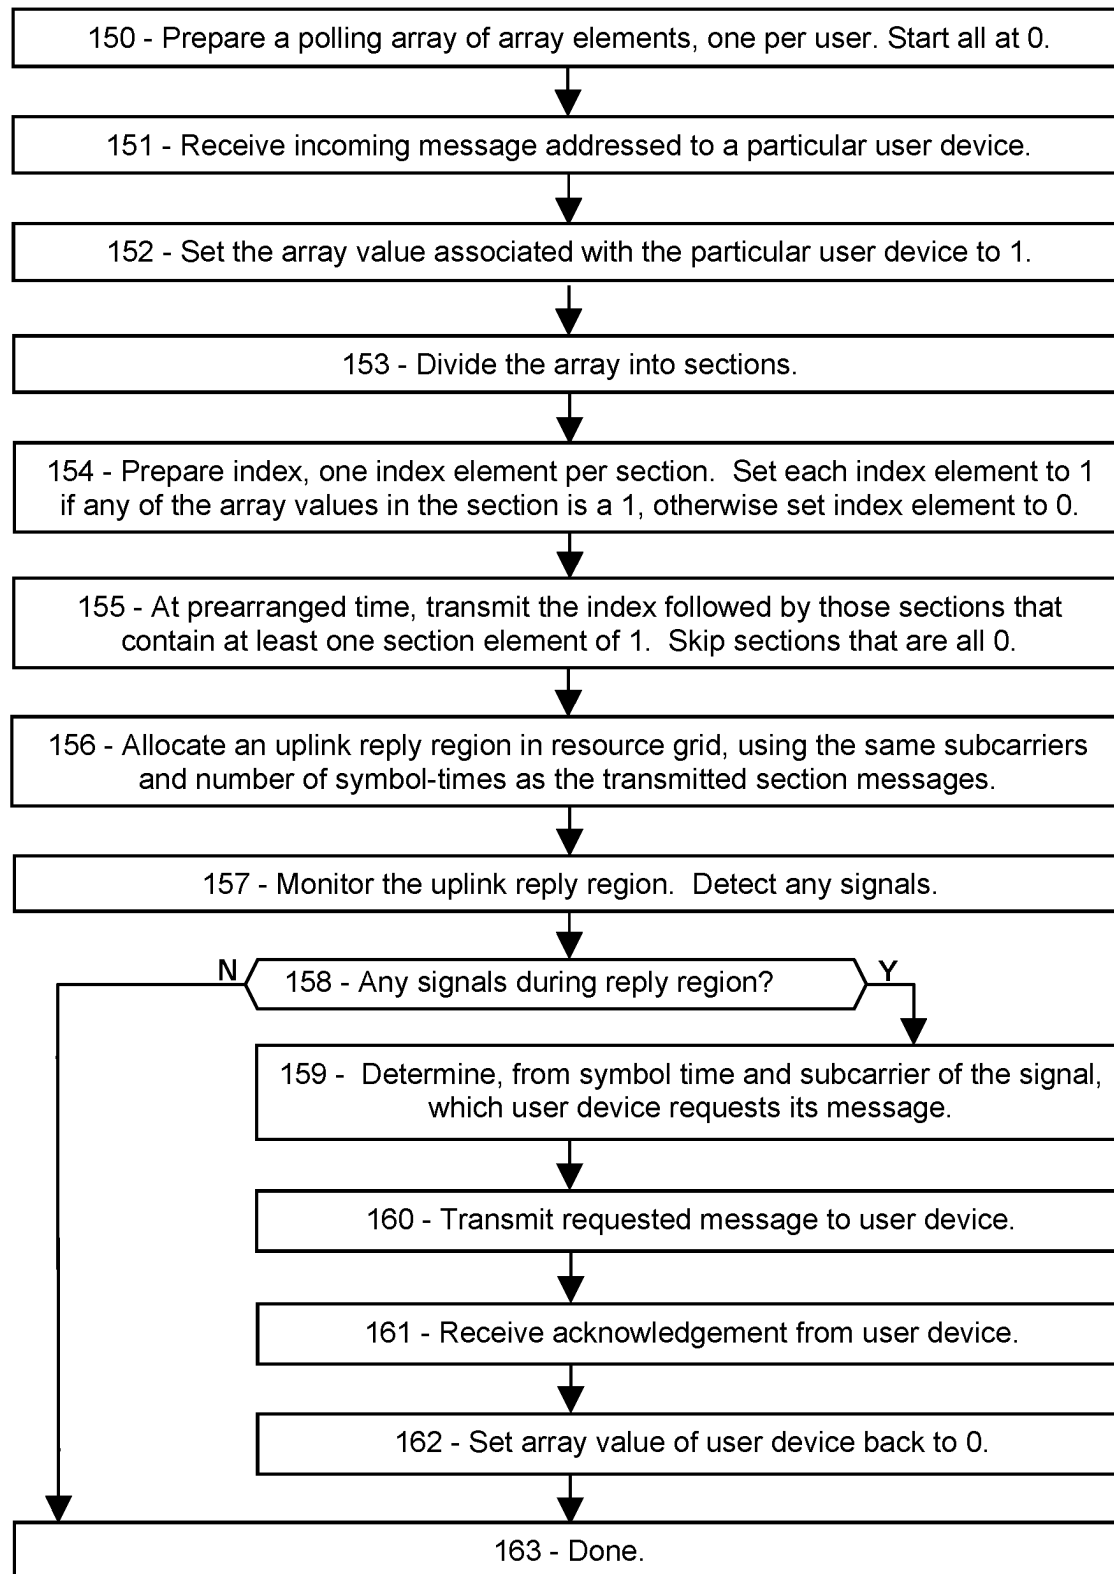 150 - Prepare a polling array of array elements, one per user. Start all at 0.
151 - Receive incoming message addressed to a particular user device.
152 - Set the array value associated with the particular user device to 1.
153 - Divide the array into sections.
154 - Prepare index, one index element per section. Set each index element to 1
if any of the array values in the section is a 1, otherwise set index element to 0.
155 - At prearranged time, transmit the index followed by those sections that
contain at least one section element of 1. Skip sections that are all 0.
156 - Allocate an uplink reply region in resource grid, using the same subcarriers
and number of symbol-times as the transmitted section messages.
157 - Monitor the uplink reply region. Detect any signals.
N
158 - Any signals during reply region?
Y
159 - Determine, from symbol time and subcarrier of the signal,
which user device requests its message.
160 - Transmit requested message to user device.
161 - Receive acknowledgement from user device.
162 - Set array value of user device back to 0.
163 - Done.